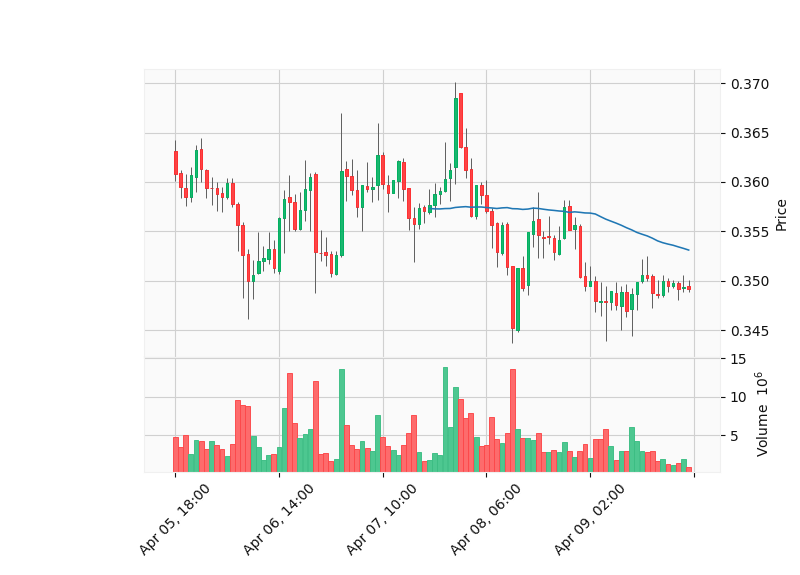 0.370
0.365
0.360
0.355
0.350
0.345
Price
15
10
5
Volume 10^6
Apr 05, 18:00
Apr 06, 14:00
Apr 07, 10:00
Apr 08, 06:00
Apr 09, 02:00